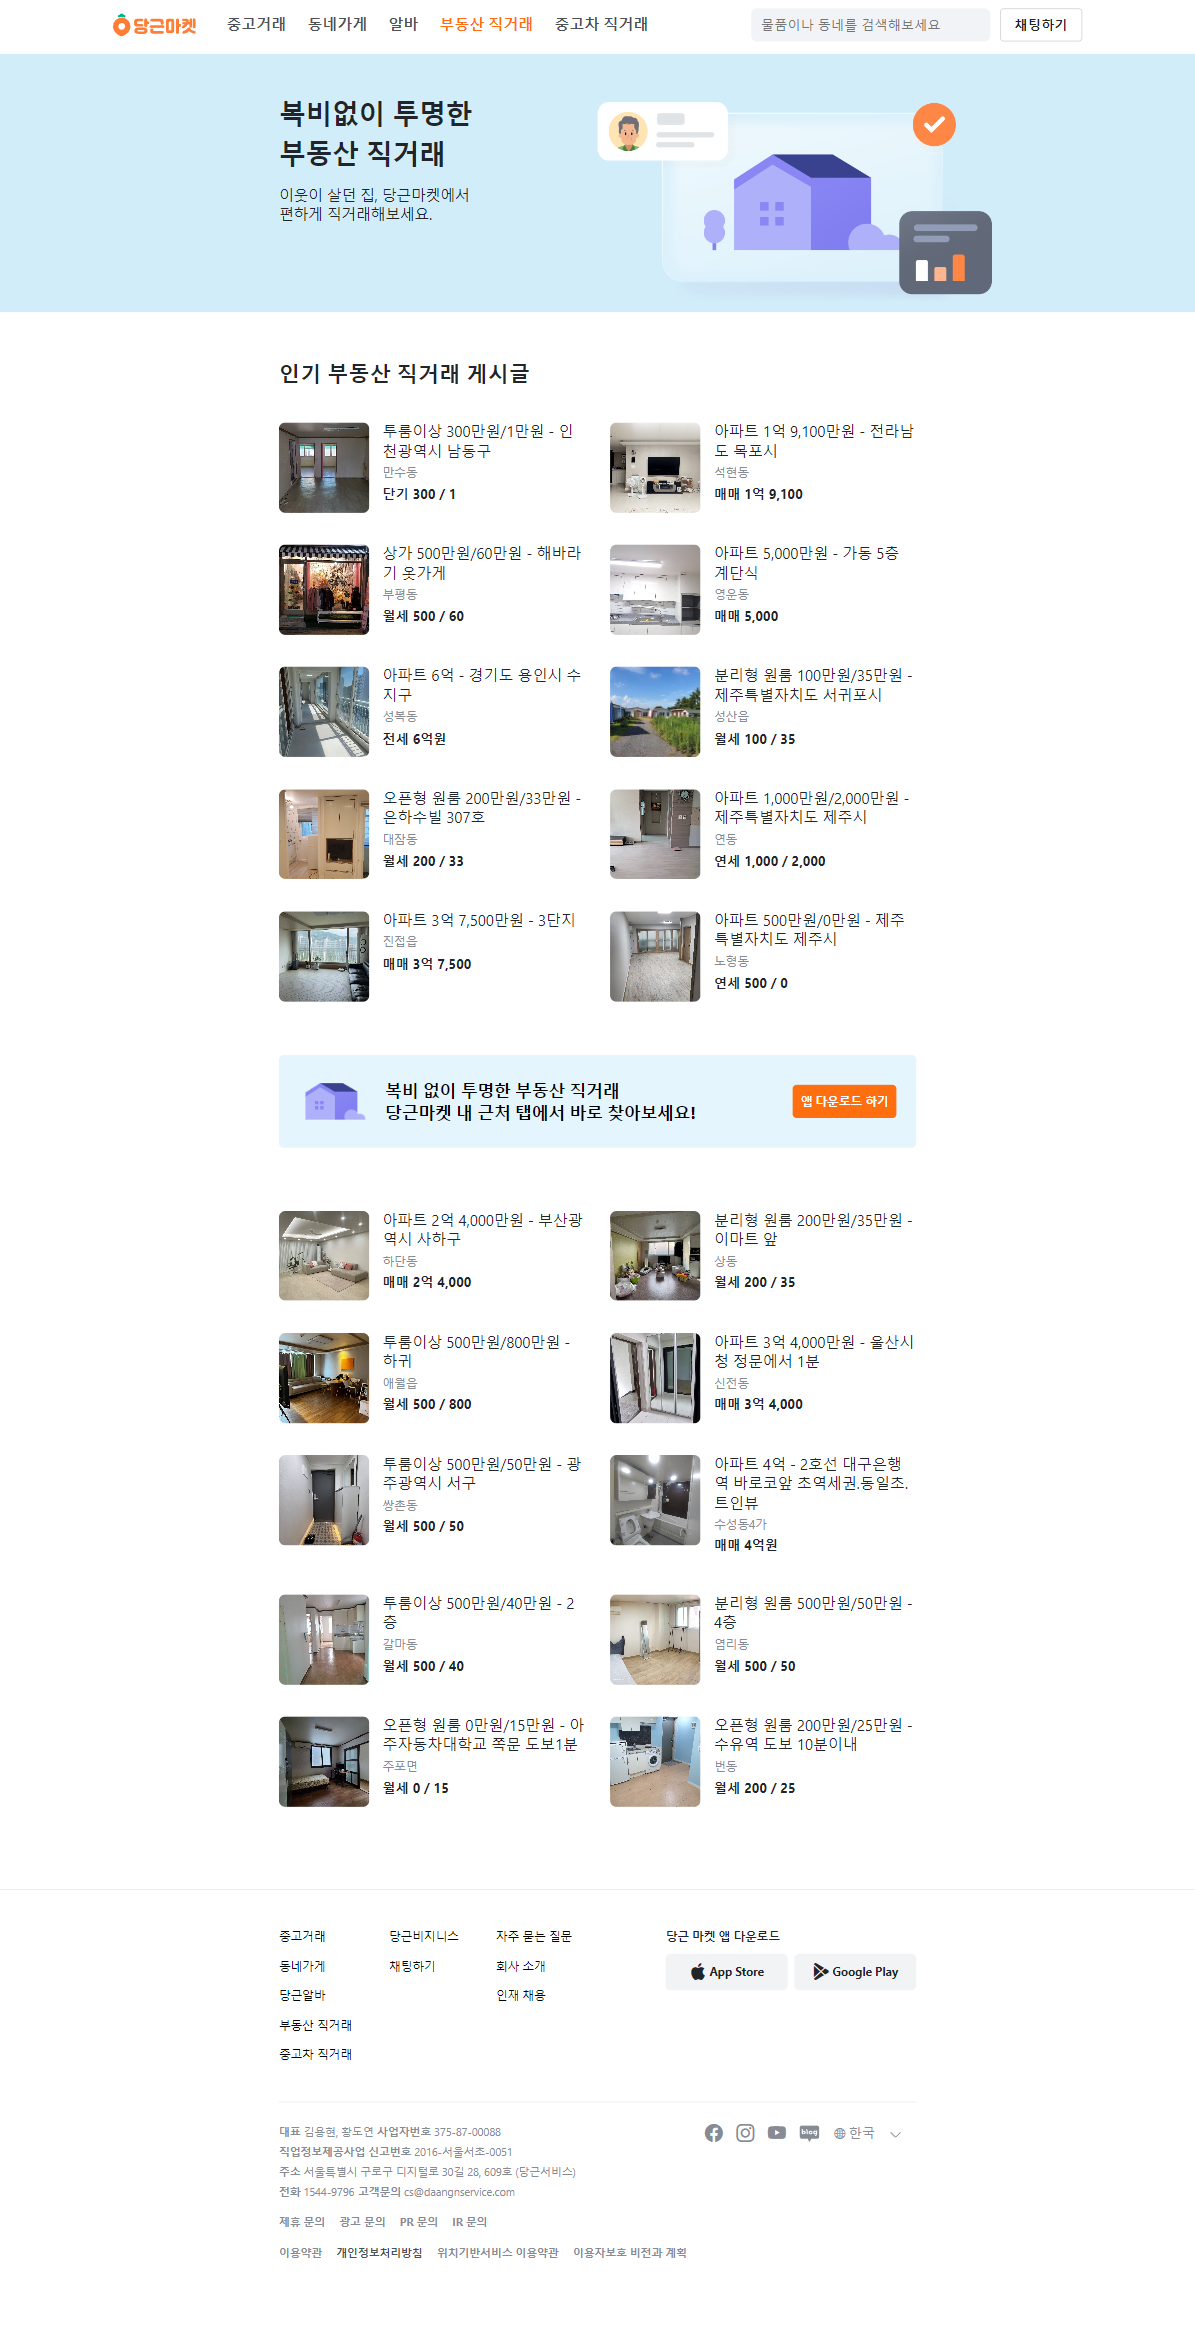 당근마켓 중고거래 동네가게 알바 부동산 직거래 중고차 직거래 물품이나 동네를 검색해보세요 채팅하기
복비없이 투명한
부동산 직거래
이웃이 살던 집, 당근마켓에서
편하게 직거래해보세요.
인기 부동산 직거래 게시글
투룸이상 300만원/1만원 - 인
천광역시 남동구
만수동
단기 300 / 1
아파트 1억 9,100만원 - 전라남
도 목포시
석현동
매매 1억 9,100
상가 500만원/60만원 - 해바라
기 옷가게
부평동
월세 500 / 60
아파트 5,000만원 - 가동 5층
계단식
영운동
매매 5,000
아파트 6억 - 경기도 용인시 수
지구
성복동
전세 6억원
분리형 원룸 100만원/35만원 -
제주특별자치도 서귀포시
성산읍
월세 100 / 35
오픈형 원룸 200만원/33만원 -
은하수빌 307호
대잠동
월세 200 / 33
아파트 1,000만원/2,000만원 -
제주특별자치도 제주시
연동
연세 1,000 / 2,000
아파트 3억 7,500만원 - 3단지
진접읍
매매 3억 7,500
아파트 500만원/0만원 - 제주
특별자치도 제주시
노형동
연세 500 / 0
복비 없이 투명한 부동산 직거래
당근마켓 내 근처 탭에서 바로 찾아보세요!
앱 다운로드 하기
아파트 2억 4,000만원 - 부산광
역시 사하구
하단동
매매 2억 4,000
분리형 원룸 200만원/35만원 -
이마트 앞
상동
월세 200 / 35
투룸이상 500만원/800만원 -
하귀
애월읍
월세 500 / 800
아파트 3억 4,000만원 - 울산시
청 정문에서 1분
신전동
매매 3억 4,000
투룸이상 500만원/50만원 - 광
주광역시 서구
쌍촌동
월세 500 / 50
아파트 4억 - 2호선 대구은행
역 바로코앞 초역세권.동일초.
트인뷰
수성동4가
매매 4억원
투룸이상 500만원/40만원 - 2
층
갈마동
월세 500 / 40
분리형 원룸 500만원/50만원 -
4층
염리동
월세 500 / 50
오픈형 원룸 0만원/15만원 - 아
주자동차대학교 쪽문 도보1분
주포면
월세 0 / 15
오픈형 원룸 200만원/25만원 -
수유역 도보 10분이내
번동
월세 200 / 25
중고거래 당근비지니스 자주 묻는 질문 당근 마켓 앱 다운로드
동네가게 채팅하기 회사 소개 App Store Google Play
당근알바 인재 채용
부동산 직거래
중고차 직거래
대표 김용현, 황도연 사업자번호 375-87-00088
직업정보제공사업 신고번호 2016-서울서초-0051
주소 서울특별시 구로구 디지털로 30길 28, 609호 (당근서비스)
전화 1544-9796 고객문의 cs@daangnservice.com
blog 한국
제휴 문의 광고 문의 PR 문의 IR 문의
이용약관 개인정보처리방침 위치기반서비스 이용약관 이용자보호 비전과 계획